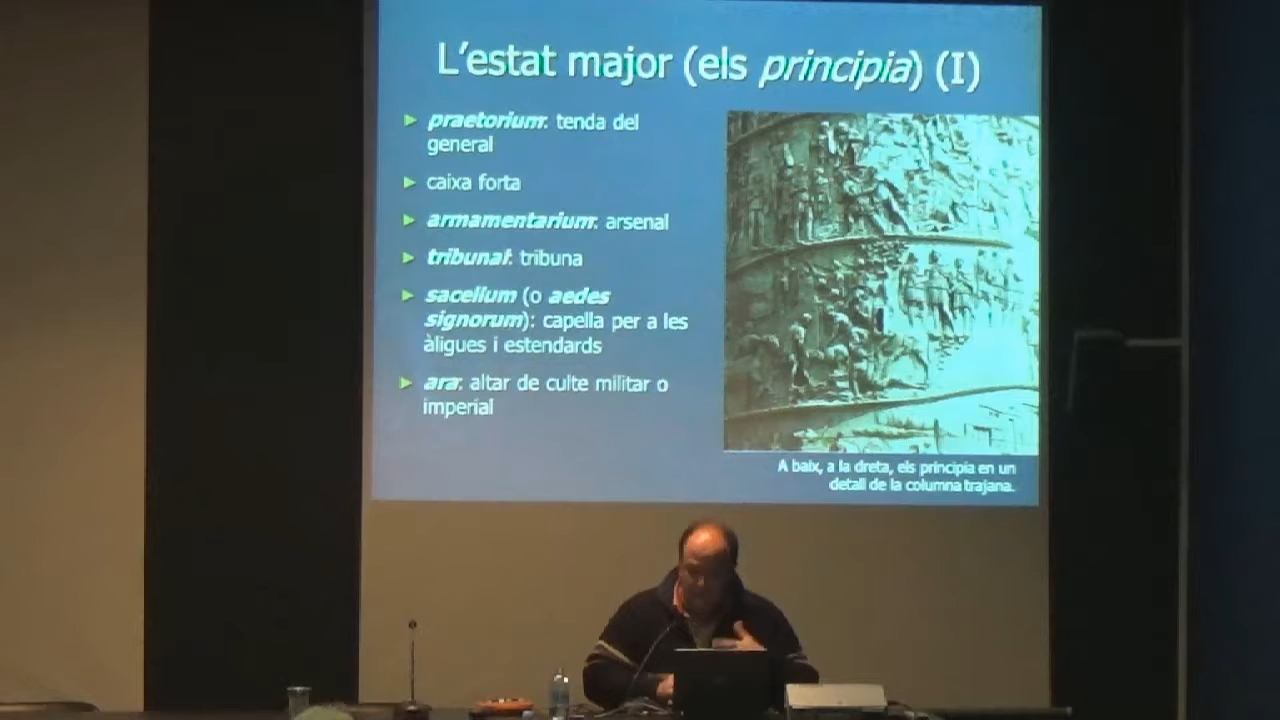 L'estat major (els principia) (I)
praetorium: tenda del
general
caixa forta
armamentarium: arsenal
tribunal: tribuna
sacellum (o aedes
signorum): capella per a les
àligues i estendards
ara: altar de culte militar o
imperial
A baix, a la dreta, els principia en un
detall de la columna trajana.